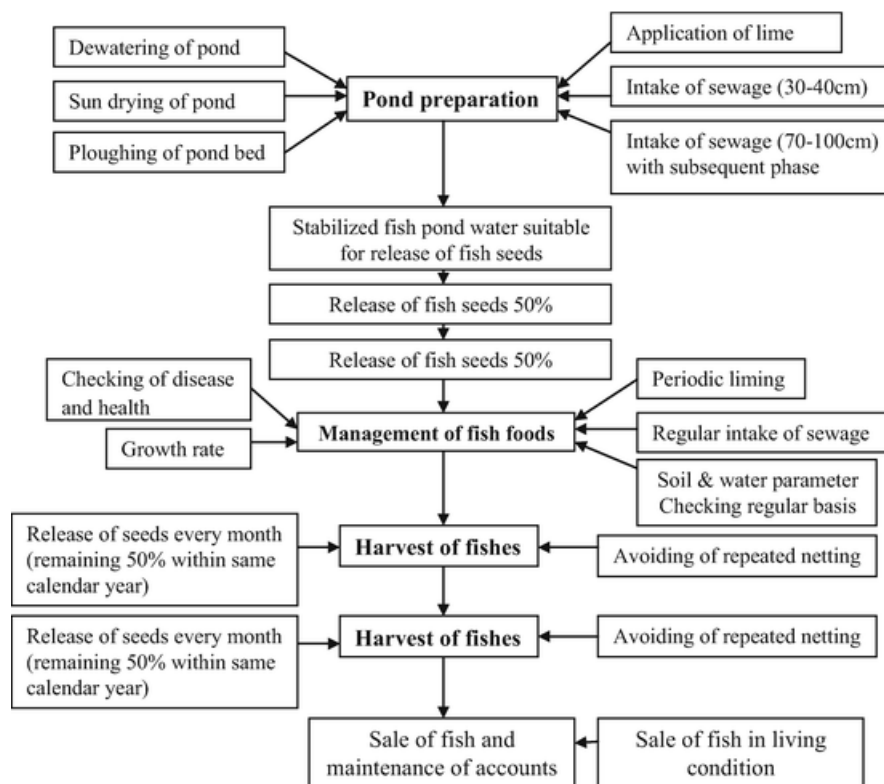 Dewatering of pond
Application of lime
Sun drying of pond
Pond preparation
Intake of sewage (30-40cm)
Ploughing of pond bed
Intake of sewage (70-100cm)
with subsequent phase
Stabilized fish pond water suitable
for release of fish seeds
Release of fish seeds 50%
Release of fish seeds 50%
Checking of disease
and health
Periodic liming
Growth rate
Management of fish foods
Regular intake of sewage
Soil & water parameter
Checking regular basis
Release of seeds every month
(remaining 50% within same
calendar year)
Harvest of fishes
Avoiding of repeated netting
Release of seeds every month
(remaining 50% within same
calendar year)
Harvest of fishes
Avoiding of repeated netting
Sale of fish and
maintenance of accounts
Sale of fish in living
condition